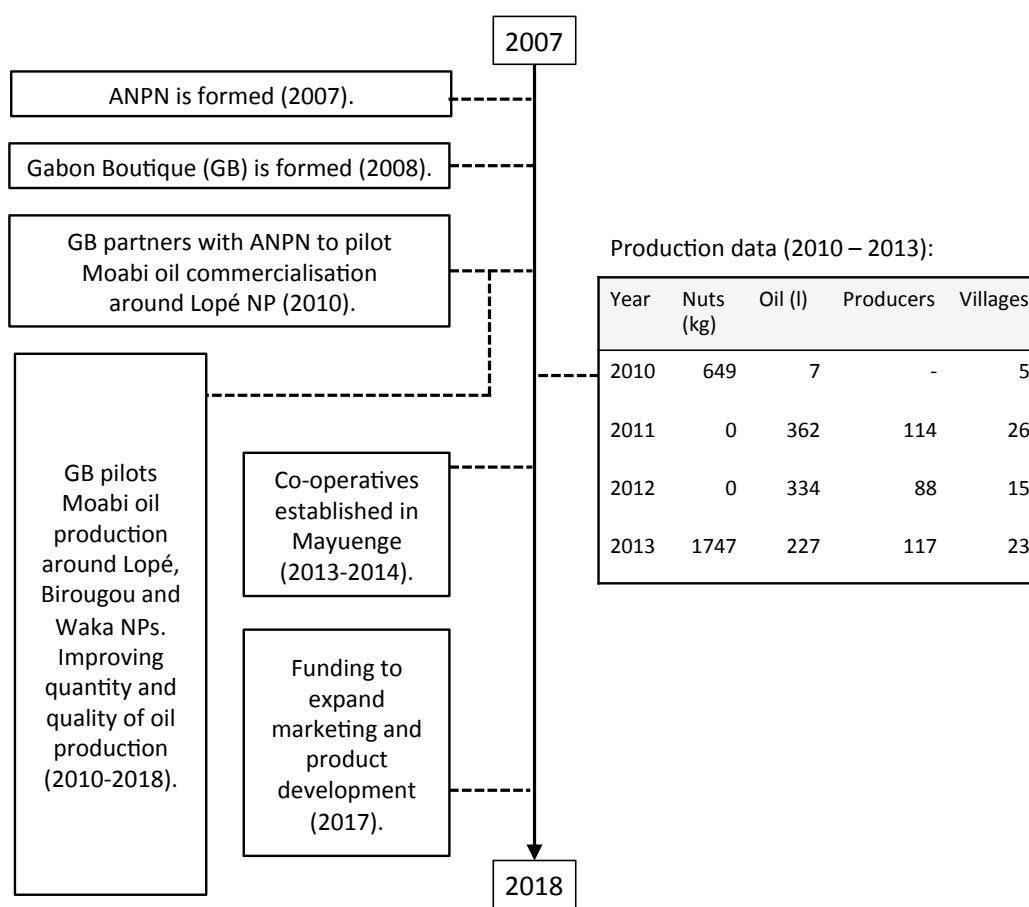 2007
ANPN is formed (2007).
Gabon Boutique (GB) is formed (2008).
GB partners with ANPN to pilot
Moabi oil commercialisation
around Lopé NP (2010).
Production data (2010 – 2013):
Year Nuts (kg) Oil (l) Producers Villages
2010 649 7 - 5
2011 0 362 114 26
2012 0 334 88 15
2013 1747 227 117 23
GB pilots
Moabi oil
production
around Lopé,
Birougou and
Waka NPs.
Improving
quantity and
quality of oil
production
(2010-2018).
Co-operatives
established in
Mayuenge
(2013-2014).
Funding to
expand
marketing and
product
development
(2017).
2018